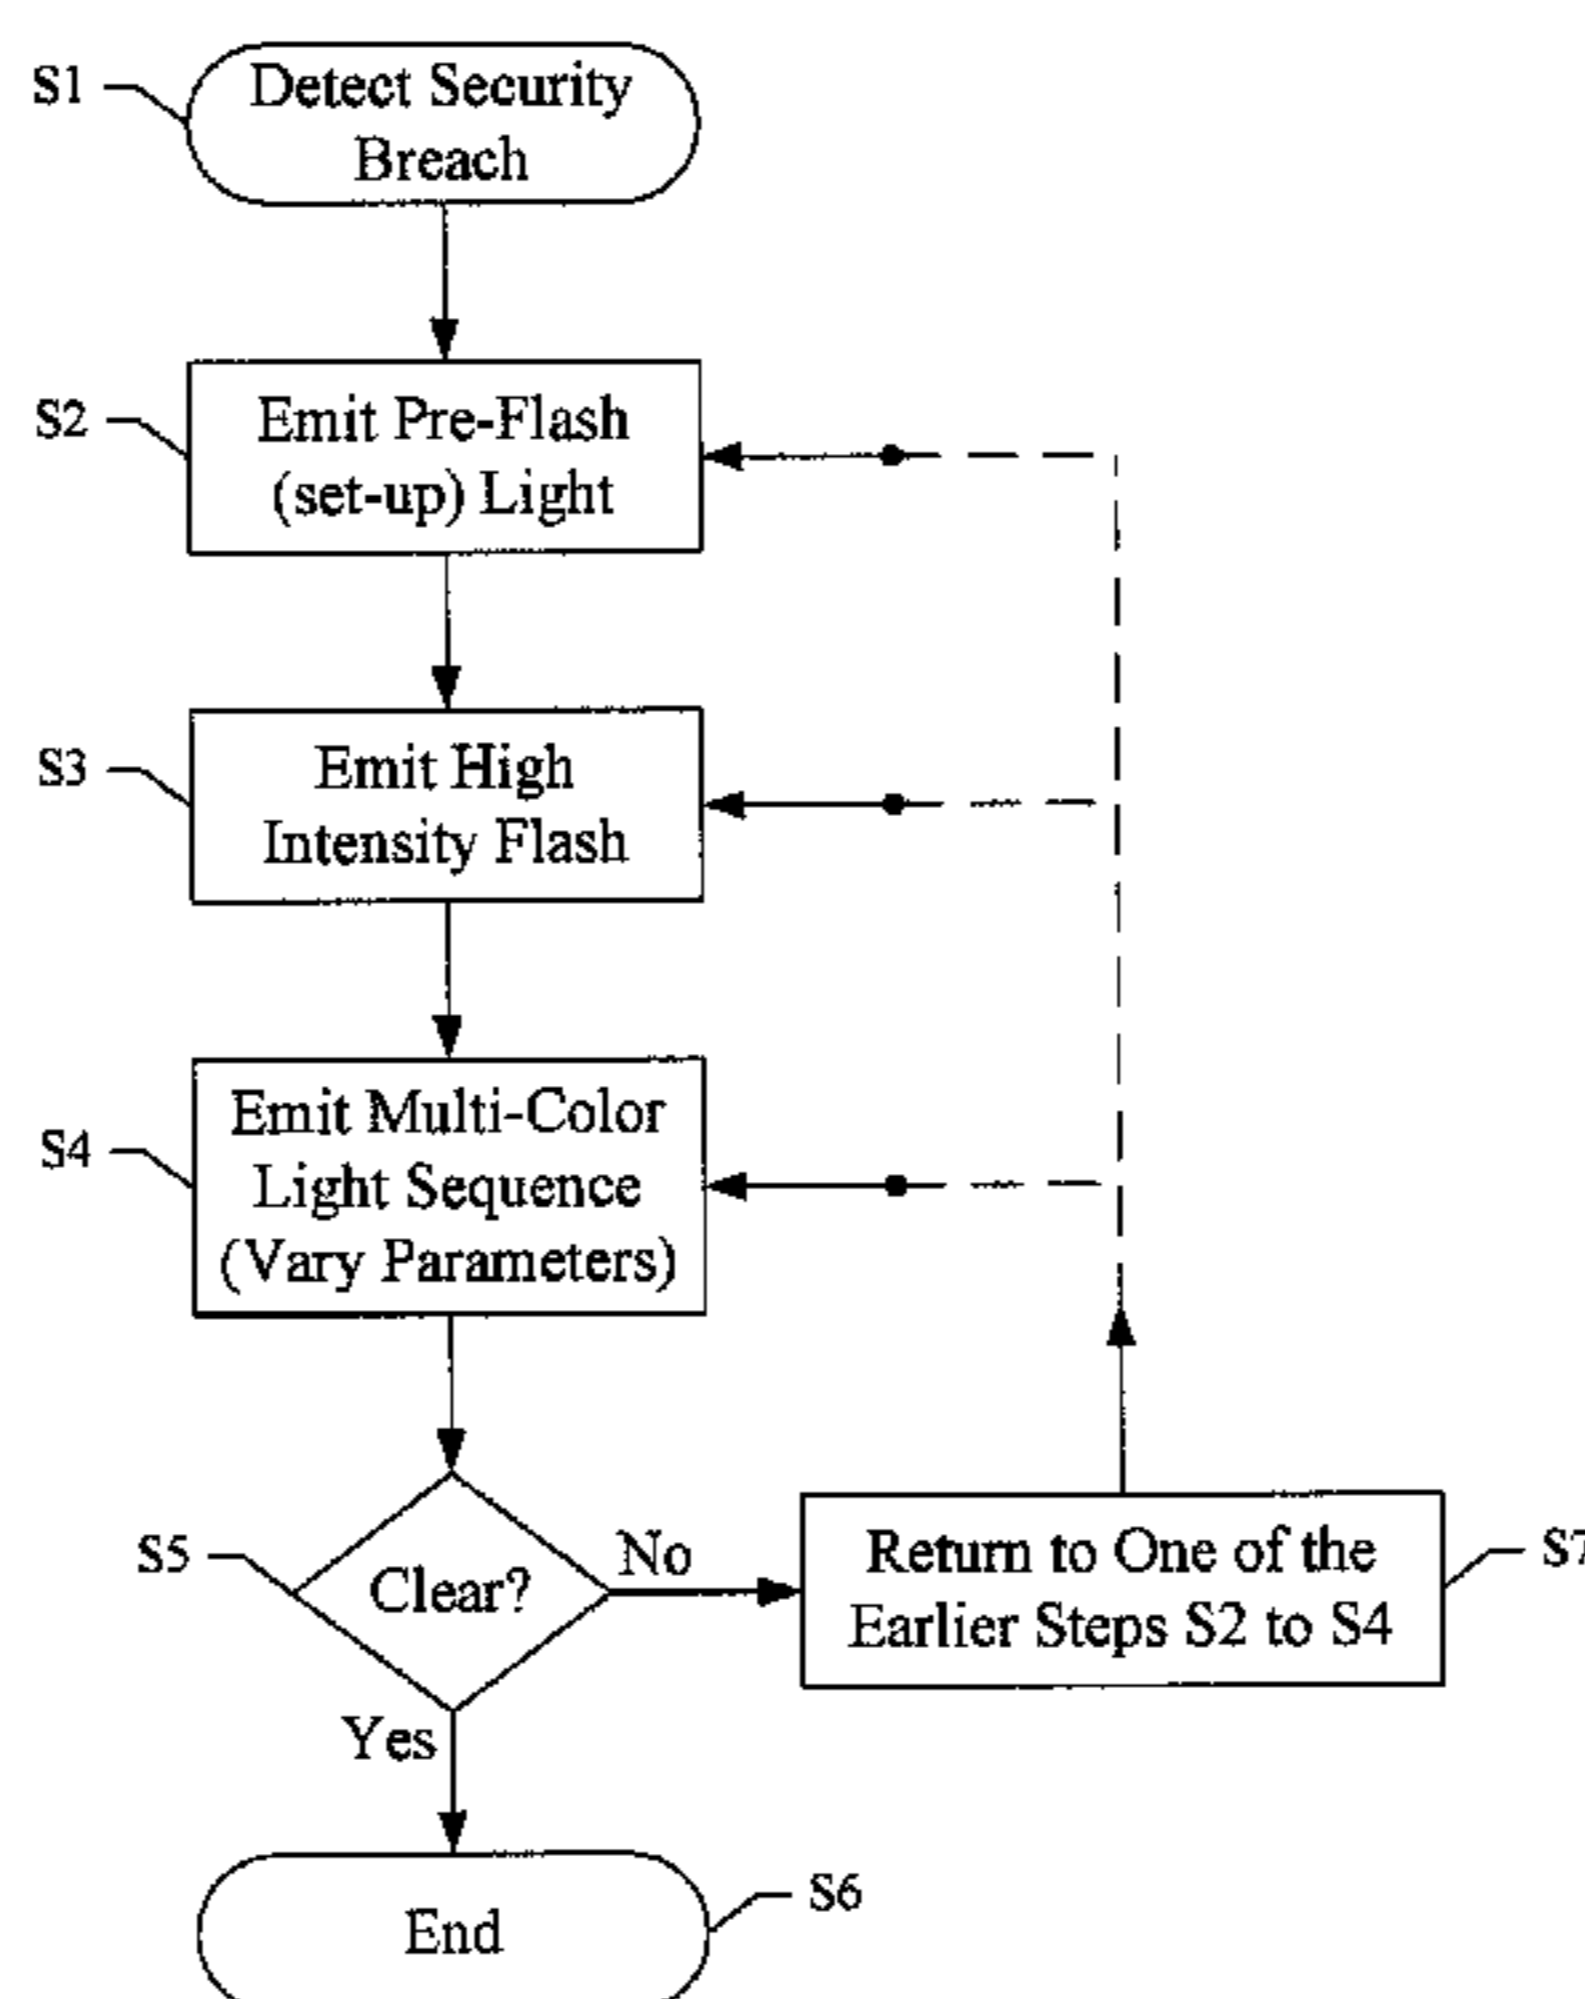 S1
Detect Security
Breach
S2
Emit Pre-Flash
(set-up) Light
S3
Emit High
Intensity Flash
S4
Emit Multi-Color
Light Sequence
(Vary Parameters)
S5
Clear?
No
Return to One of the
Earlier Steps S2 to S4
S7
Yes
End
S6